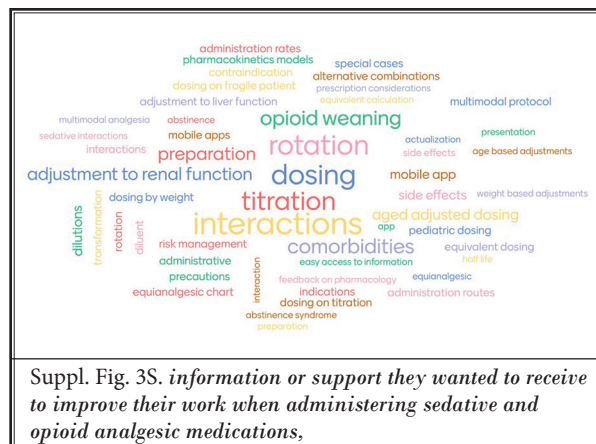 administration rates
pharmacokinetics models
special cases
contraindication
alternative combinations
dosing on fragile patient
prescription considerations
adjustment to liver function
equivalent calculation
multimodal protocol
multimodal analgesia
abstinence
opioid weaning
presentation
sedative interactions
mobile apps
rotation
actuolization
interactions
preparation
side effects
age based adjustments
adjustment to renal function
dosing
mobile app
dosing by weight
titration
side effects
weight based adjustments
dilutions
transformation
rotation
diluent
interactions
aged adjusted dosing
app
pediatric dosing
risk management
comorbidities
equivalent dosing
administrative
easy access to information
half life
precautions
interaction
feedback on pharmacology
equianalgesic
equianalgesic chart
indications
administration routes
dosing on titration
abstinence syndrome
preparation
Suppl. Fig. 3S. information or support they wanted to receive
to improve their work when administering sedative and
opioid analgesic medications,